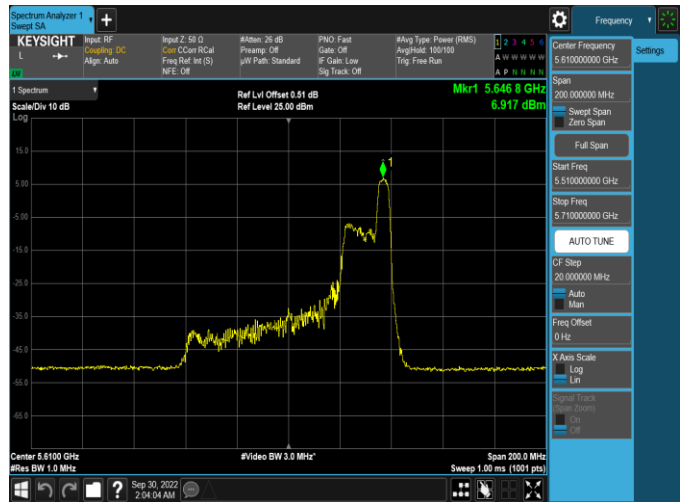 Spectrum Analyzer 1
Swept SA
+
Frequency
KEYSIGHT
L
Input: RF
Coupling: DC
Align: Auto
Input Z: 50 Ω
Corr CCorr RCal
Freq Ref: Int (S)
NFE: Off
#Atten: 26 dB
Preamp: Off
µW Path: Standard
PNO: Fast
Gate: Off
IF Gain: Low
Sig Track: Off
#Avg Type: Power (RMS)
Avg|Hold: 100/100
Trig: Free Run
1 2 3 4 5 6
A W W W W W
A P N N N N
1 Spectrum
Scale/Div 10 dB
Log
Ref Lvl Offset 0.51 dB
Ref Level 25.00 dBm
Mkr1 5.646 8 GHz
6.917 dBm
15.0
5.00
-5.00
-15.0
-25.0
-35.0
-45.0
-55.0
-65.0
1
Center 5.6100 GHz
#Res BW 1.0 MHz
#Video BW 3.0 MHz*
Span 200.0 MHz
Sweep 1.00 ms (1001 pts)
Center Frequency
5.610000000 GHz
Settings
Span
200.000000 MHz
Swept Span
Zero Span
Full Span
Start Freq
5.510000000 GHz
Stop Freq
5.710000000 GHz
AUTO TUNE
CF Step
20.000000 MHz
Auto
Man
Freq Offset
0 Hz
X Axis Scale
Log
Lin
Signal Track
(Span Zoom)
On
Off
?
Sep 30, 2022
2:04:04 AM